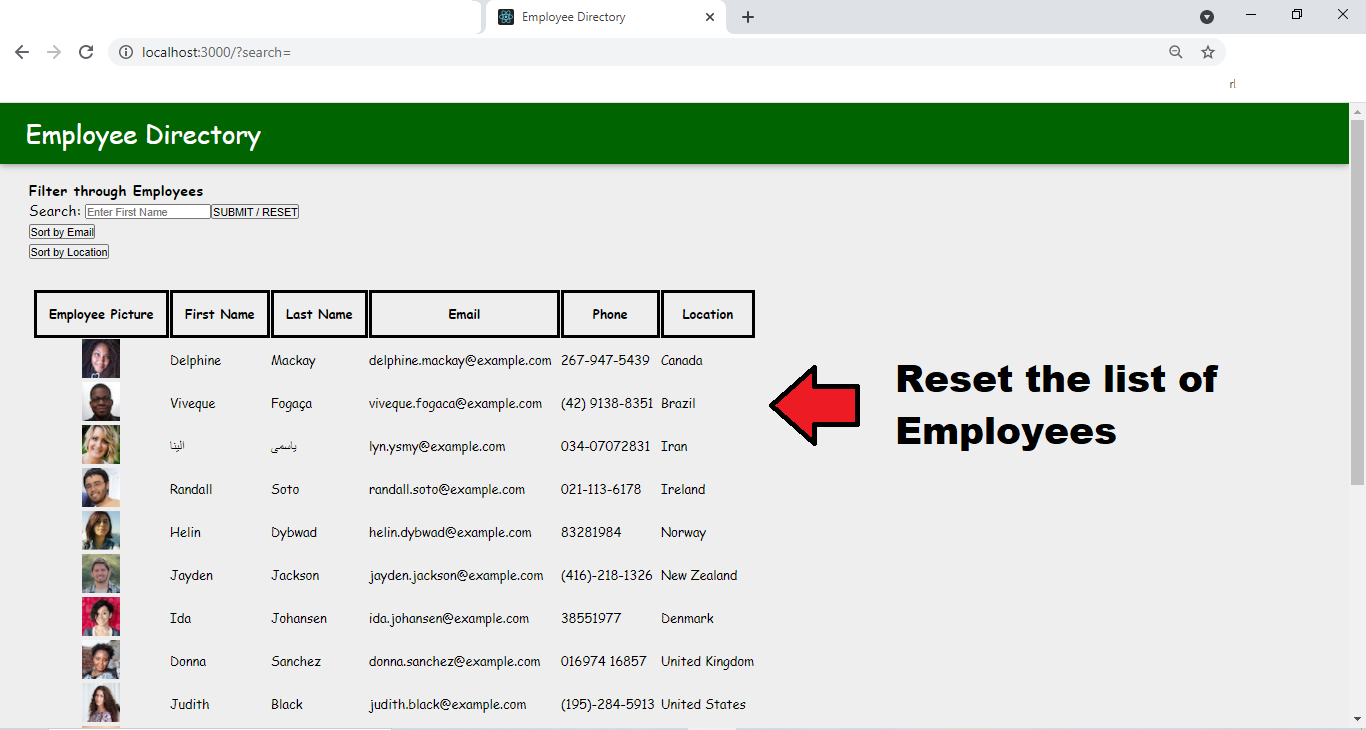 Employee Directory
localhost:3000/?search=
rl
Employee Directory
Filter through Employees
Search: Enter First Name SUBMIT / RESET
Sort by Email
Sort by Location
Employee Picture First Name Last Name Email Phone Location
Delphine Mackay delphine.mackay@example.com 267-947-5439 Canada
Viveque Fogaça viveque.fogaca@example.com (42) 9138-8351 Brazil
الینا یاسمی lyn.ysmy@example.com 034-07072831 Iran
Randall Soto randall.soto@example.com 021-113-6178 Ireland
Helin Dybwad helin.dybwad@example.com 83281984 Norway
Jayden Jackson jayden.jackson@example.com (416)-218-1326 New Zealand
Ida Johansen ida.johansen@example.com 38551977 Denmark
Donna Sanchez donna.sanchez@example.com 016974 16857 United Kingdom
Judith Black judith.black@example.com (195)-284-5913 United States
Reset the list of
Employees